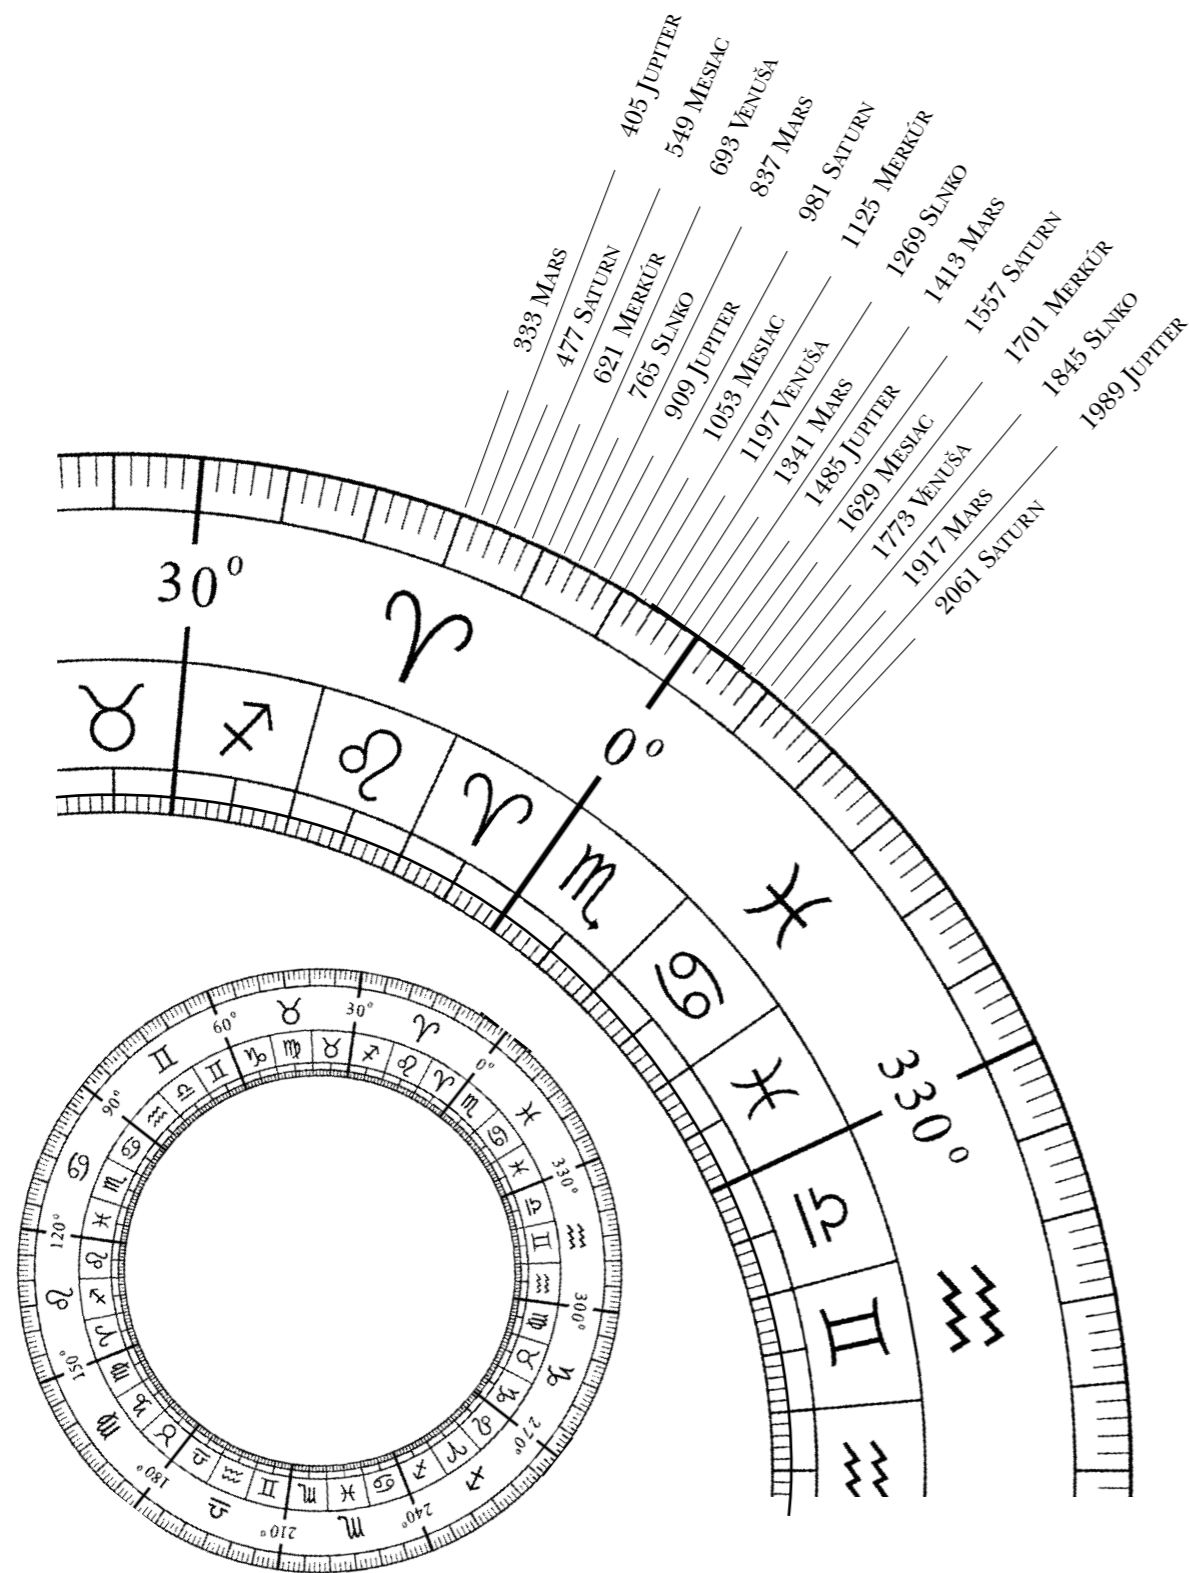 405 JUPITER
549 MESIAC
693 VENUŠA
837 MARS
981 SATURN
1125 MERKÚR
1269 SLNKO
1413 MARS
1557 SATURN
1701 MERKÚR
1845 SLNKO
1989 JUPITER
333 MARS
477 SATURN
621 MERKÚR
765 SLNKO
909 JUPITER
1053 MESIAC
1197 VENUŠA
1341 MARS
1485 JUPITER
1629 MESIAC
1773 VENUŠA
1917 MARS
2061 SATURN
30°
♈
0°
♓
330°
♒
♉
♐
♌
♈
♏
♋
♓
♎
♊
♒
30°
0°
330°
300°
270°
240°
210°
180°
150°
120°
90°
60°